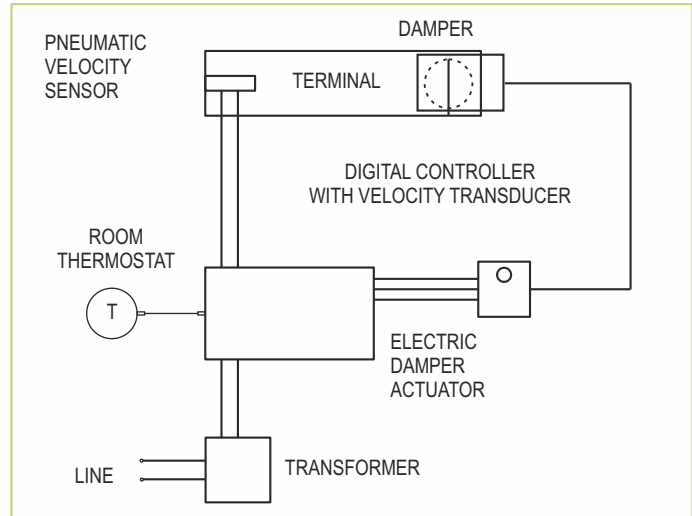 DAMPER
PNEUMATIC
VELOCITY
SENSOR
TERMINAL
DIGITAL CONTROLLER
WITH VELOCITY TRANSDUCER
ROOM
THERMOSTAT
T
ELECTRIC
DAMPER
ACTUATOR
LINE
TRANSFORMER